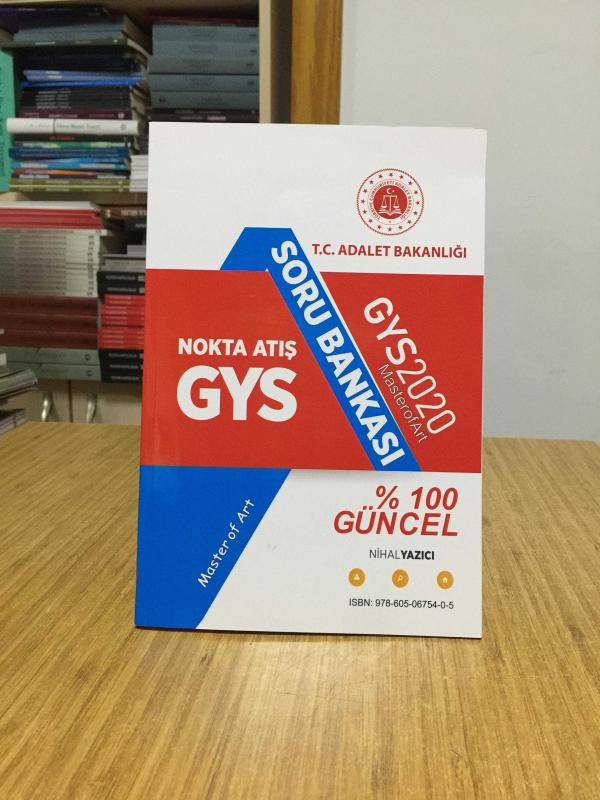 T.C. ADALET BAKANLIĞI
SORU BANKASI
GYS2020
MasterofArt
NOKTA ATIŞ
GYS
Master of Art
% 100
GÜNCEL
NİHALYAZICI
ISBN: 978-605-06754-0-5